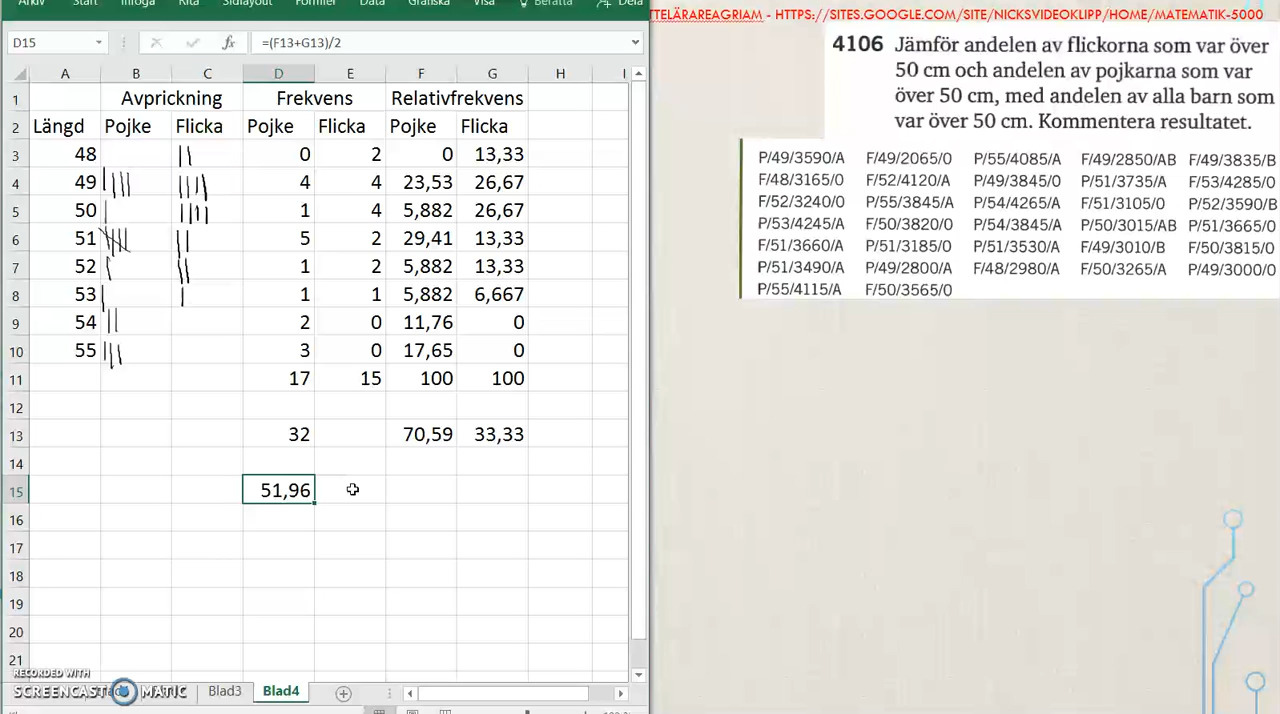 Arkiv Start Infoga Rita Sidlayout Formler Data Granska Visa Berätta Dela
D15 fx =(F13+G13)/2
A B C D E F G H I
1 Avprickning Frekvens Relativfrekvens
2 Längd Pojke Flicka Pojke Flicka Pojke Flicka
3 48 0 2 0 13,33
4 49 4 4 23,53 26,67
5 50 1 4 5,882 26,67
6 51 5 2 29,41 13,33
7 52 1 2 5,882 13,33
8 53 1 1 5,882 6,667
9 54 2 0 11,76 0
10 55 3 0 17,65 0
11 17 15 100 100
12
13 32 70,59 33,33
14
15 51,96
16
17
18
19
20
21
RECORDED WITH
SCREENCAST MATIC
Blad3 Blad4
TTELÄRAREAGRIAM - HTTPS://SITES.GOOGLE.COM/SITE/NICKSVIDEOKLIPP/HOME/MATEMATIK-5000
4106 Jämför andelen av flickorna som var över
50 cm och andelen av pojkarna som var
över 50 cm, med andelen av alla barn som
var över 50 cm. Kommentera resultatet.
P/49/3590/A F/49/2065/0 P/55/4085/A F/49/2850/AB F/49/3835/B
F/48/3165/0 F/52/4120/A P/49/3845/0 P/51/3735/A F/53/4285/0
F/52/3240/0 P/55/3845/A P/54/4265/A F/51/3105/0 P/52/3590/B
P/53/4245/A F/50/3820/0 P/54/3845/A P/50/3015/AB P/51/3665/0
F/51/3660/A P/51/3185/0 P/51/3530/A F/49/3010/B F/50/3815/0
P/51/3490/A P/49/2800/A F/48/2980/A F/50/3265/A P/49/3000/0
P/55/4115/A F/50/3565/0